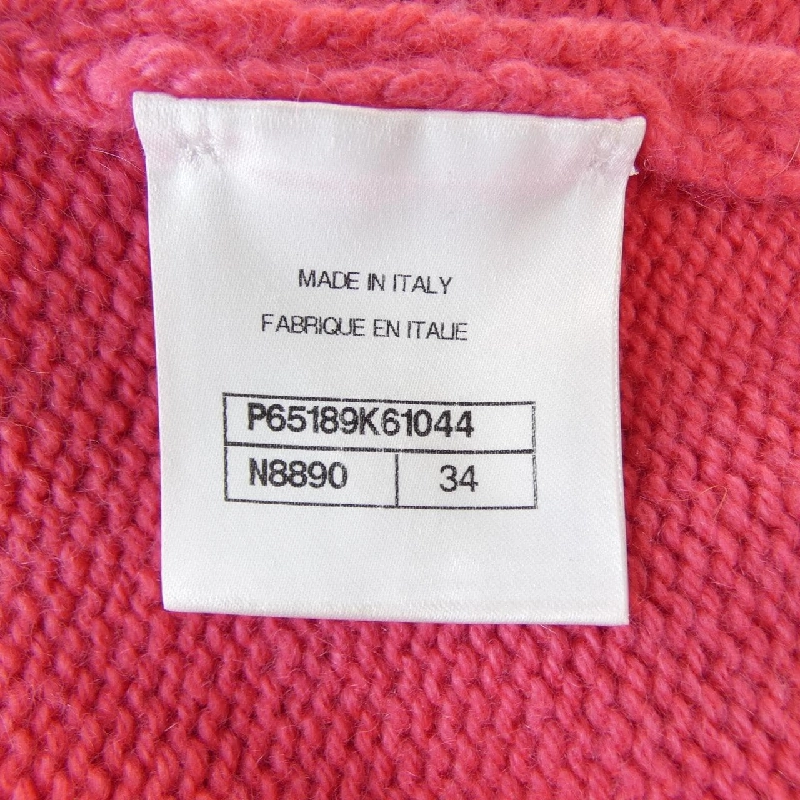 MADE IN ITALY
FABRIQUE EN ITALIE
P65189K61044
N8890 34